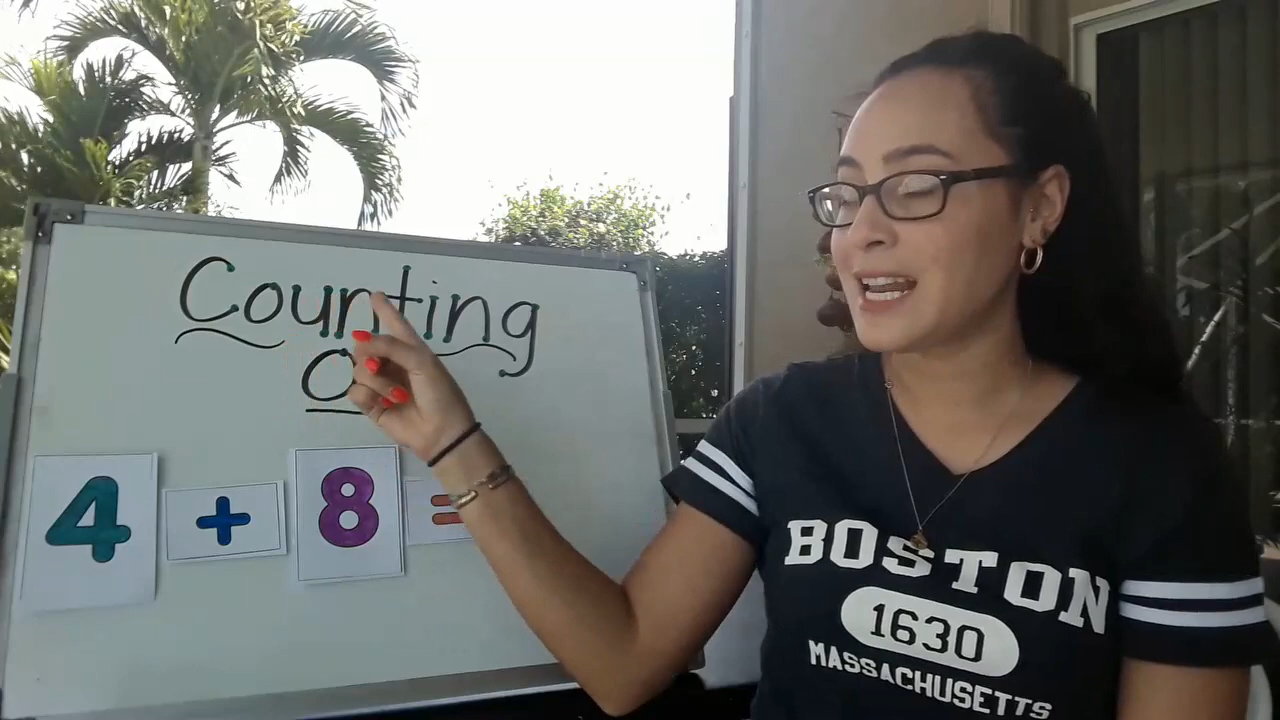 Counting
O
4 + 8 =
BOSTON
1630
MASSACHUSETTS